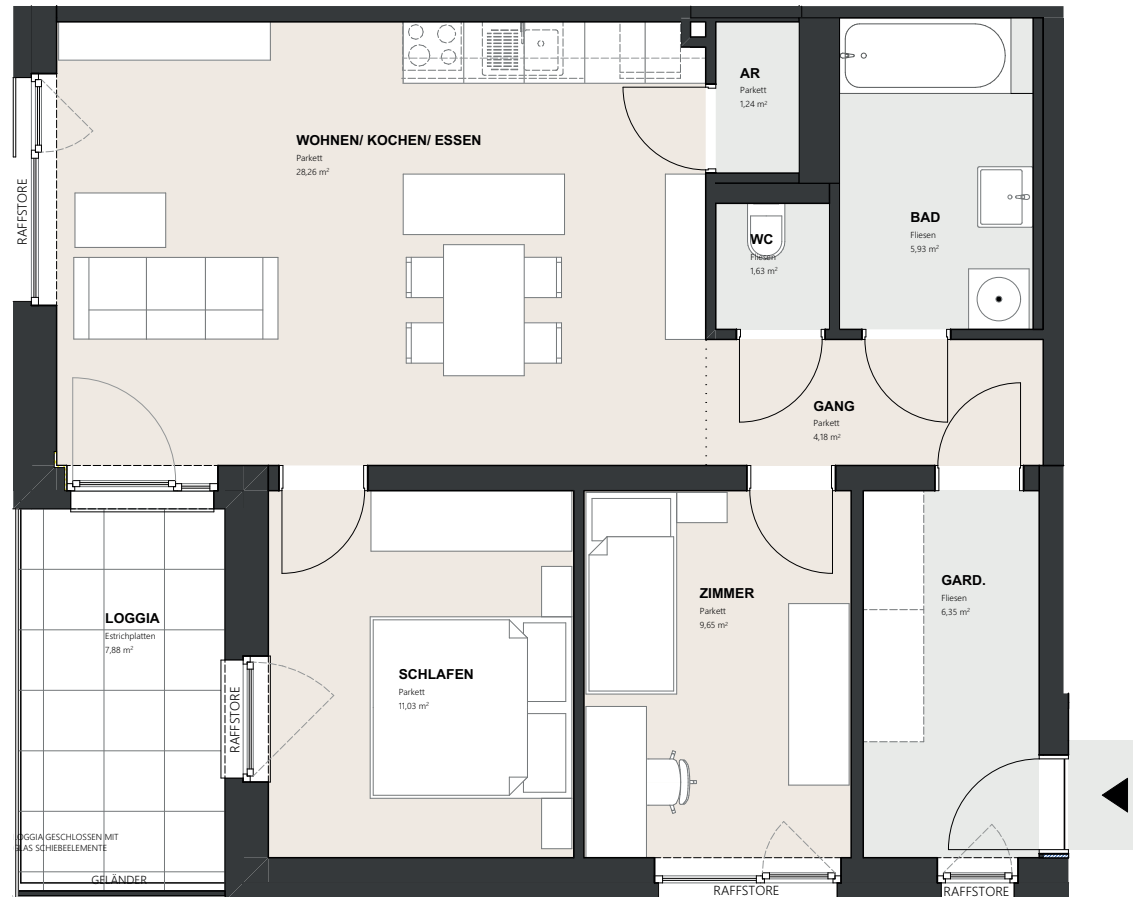 WOHNEN/ KOCHEN/ ESSEN
Parkett
28,26 m²
AR
Parkett
1,24 m²
BAD
Fliesen
5,93 m²
WC
Fliesen
1,63 m²
RAFFSTORE
GANG
Parkett
4,18 m²
LOGGIA
Estrichplatten
7,88 m²
SCHLAFEN
Parkett
11,03 m²
ZIMMER
Parkett
9,65 m²
GARD.
Fliesen
6,35 m²
RAFFSTORE
OGGIA GESCHLOSSEN MIT
LAS SCHIEBEELEMENTE
GELÄNDER
RAFFSTORE
RAFFSTORE